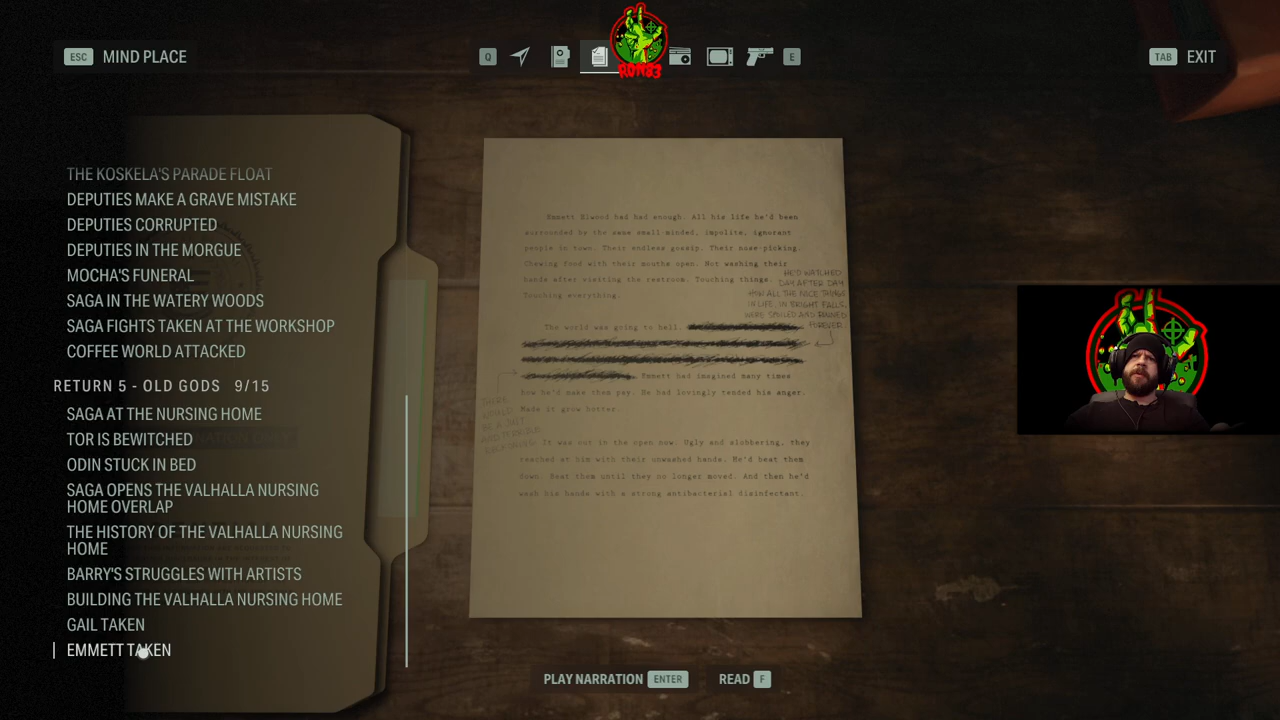 ESC MIND PLACE
Q
E
RON83
TAB EXIT
THE KOSKELA'S PARADE FLOAT
DEPUTIES MAKE A GRAVE MISTAKE
DEPUTIES CORRUPTED
DEPUTIES IN THE MORGUE
MOCHA'S FUNERAL
SAGA IN THE WATERY WOODS
SAGA FIGHTS TAKEN AT THE WORKSHOP
COFFEE WORLD ATTACKED
RETURN 5 - OLD GODS 9/15
SAGA AT THE NURSING HOME
TOR IS BEWITCHED
ODIN STUCK IN BED
SAGA OPENS THE VALHALLA NURSING
HOME OVERLAP
THE HISTORY OF THE VALHALLA NURSING
HOME
BARRY'S STRUGGLES WITH ARTISTS
BUILDING THE VALHALLA NURSING HOME
GAIL TAKEN
EMMETT TAKEN
Emmett Elwood had had enough. All his life he'd been
surrounded by the same small-minded, impolite, ignorant
people in town. Their endless gossip. Their nose-picking.
Chewing food with their mouths open. Not washing their
hands after visiting the restroom. Touching things.
Touching everything.
HE'D WATCHED
DAY AFTER DAY
HOW ALL THE NICE THINGS
IN LIFE, IN BRIGHT FALLS,
WERE SPOILED AND RUINED
FOREVER.
The world was going to hell.
Emmett had imagined many times
how he'd make them pay. He had lovingly tended his anger.
Made it grow better.
THERE
WOULD
BE A
AND TERRIBLE
It was out in the open now. Ugly and slobbering, they
reached at him with their unwashed hands. He'd beat them
down. Beat them until they no longer moved. And then he'd
wash his hands with a strong antibacterial disinfectant.
PLAY NARRATION ENTER READ F